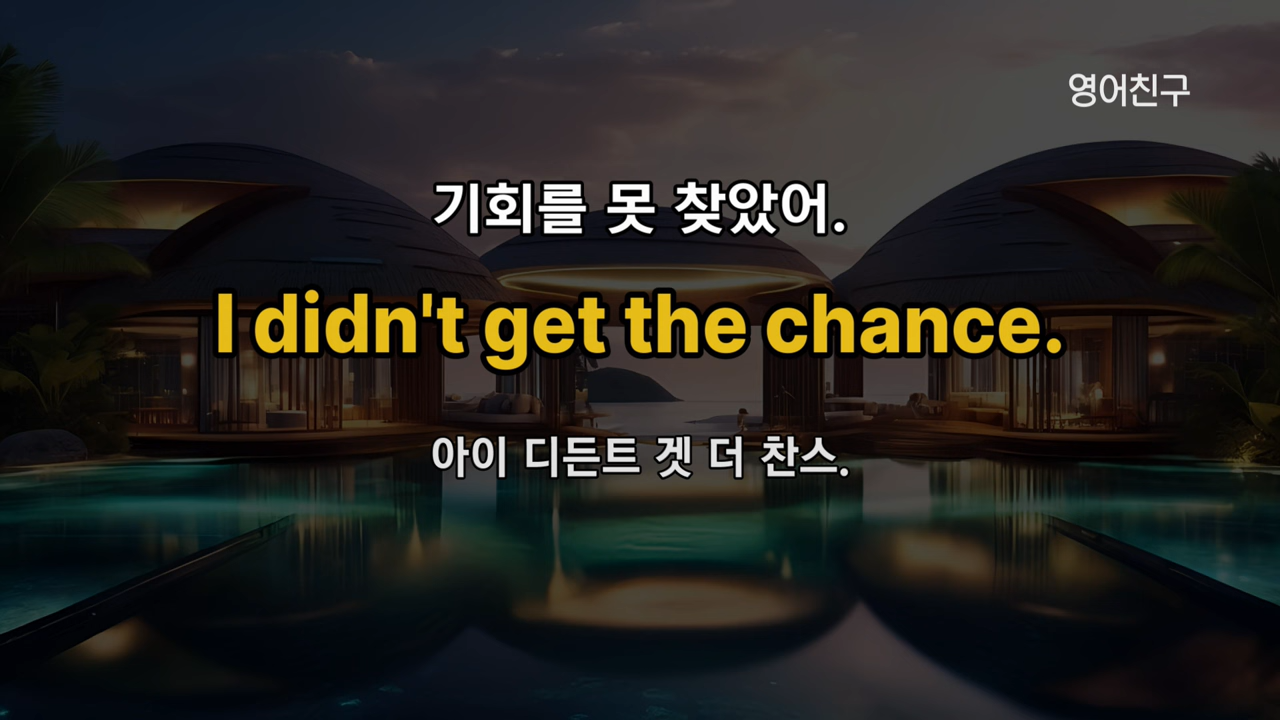 영어친구
기회를 못 찾았어.
I didn't get the chance.
아이 디든트 겟 더 찬스.